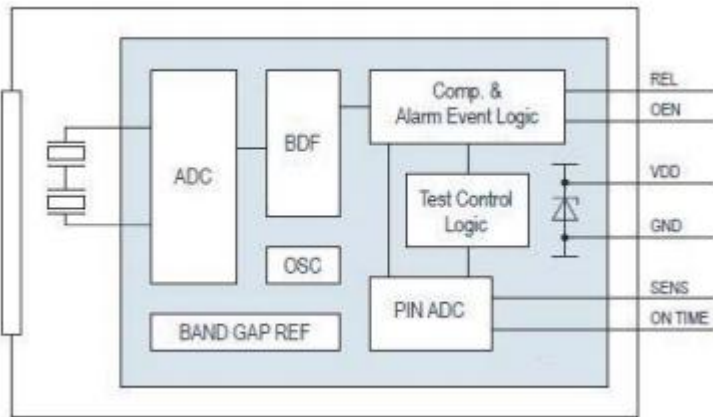 REL
Comp. &
Alarm Event Logic
OEN
ADC
BDF
VDD
Test Control
Logic
GND
OSC
SENS
PIN ADC
ON TIME
BAND GAP REF